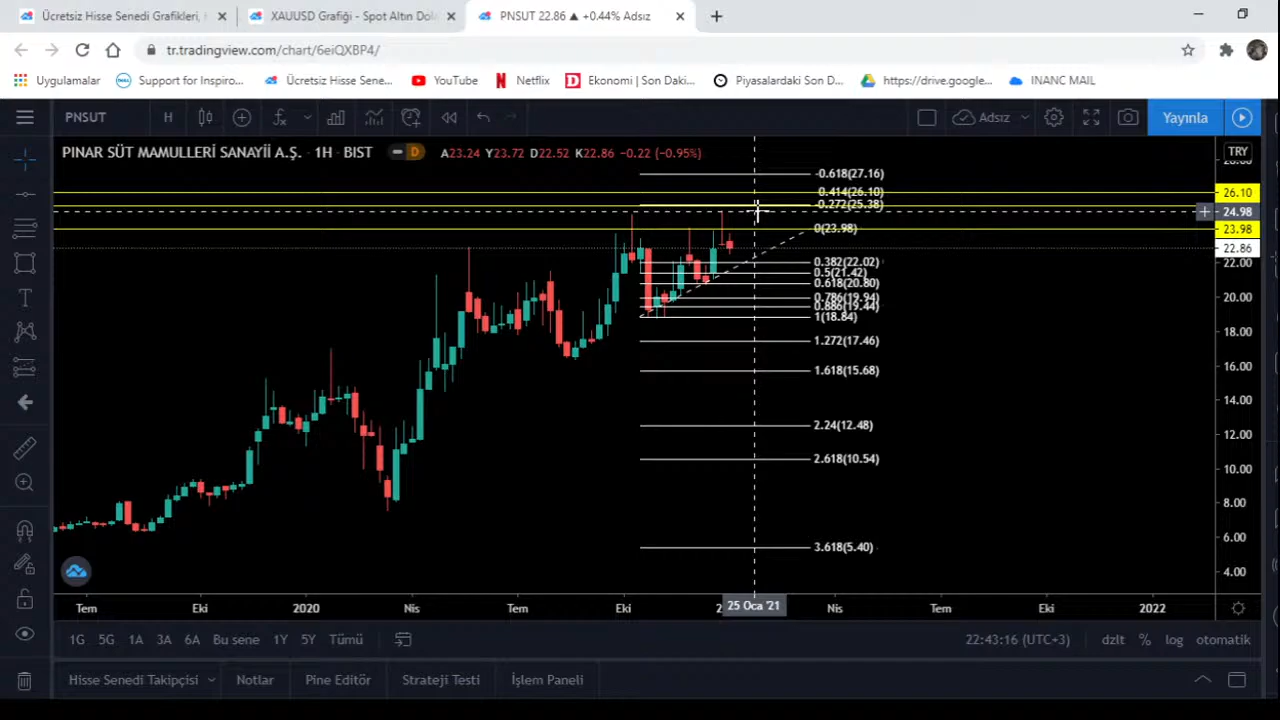 Ücretsiz Hisse Senedi Grafikleri,
XAUUSD Grafiği - Spot Altın Dola
PNSUT 22.86 ▲ +0.44% Adsız
tr.tradingview.com/chart/6eiQXBP4/
Uygulamalar
Support for Inspiro...
Ücretsiz Hisse Sene...
YouTube
Netflix
Ekonomi | Son Daki...
Piyasalardaki Son D...
https://drive.google...
INANC MAIL
PNSUT
H
Adsız
Yayınla
PINAR SÜT MAMULLERİ SANAYİİ A.Ş. · 1H · BIST
D
A23.24 Y23.72 D22.52 K22.86 −0.22 (−0.95%)
TRY
-0.618(27.16)
-0.414(26.10)
-0.272(25.38)
0(23.98)
0.382(22.02)
0.5(21.42)
0.618(20.80)
0.786(19.94)
0.886(19.44)
1(18.84)
1.272(17.46)
1.618(15.68)
2.24(12.48)
2.618(10.54)
3.618(5.40)
26.10
24.98
23.98
22.86
22.00
20.00
18.00
16.00
14.00
12.00
10.00
8.00
6.00
4.00
Tem
Eki
2020
Nis
Tem
Eki
25 Oca '21
Nis
Tem
Eki
2022
1G
5G
1A
3A
6A
Bu sene
1Y
5Y
Tümü
22:43:16 (UTC+3)
dzlt
%
log
otomatik
Hisse Senedi Takipçisi
Notlar
Pine Editör
Strateji Testi
İşlem Paneli